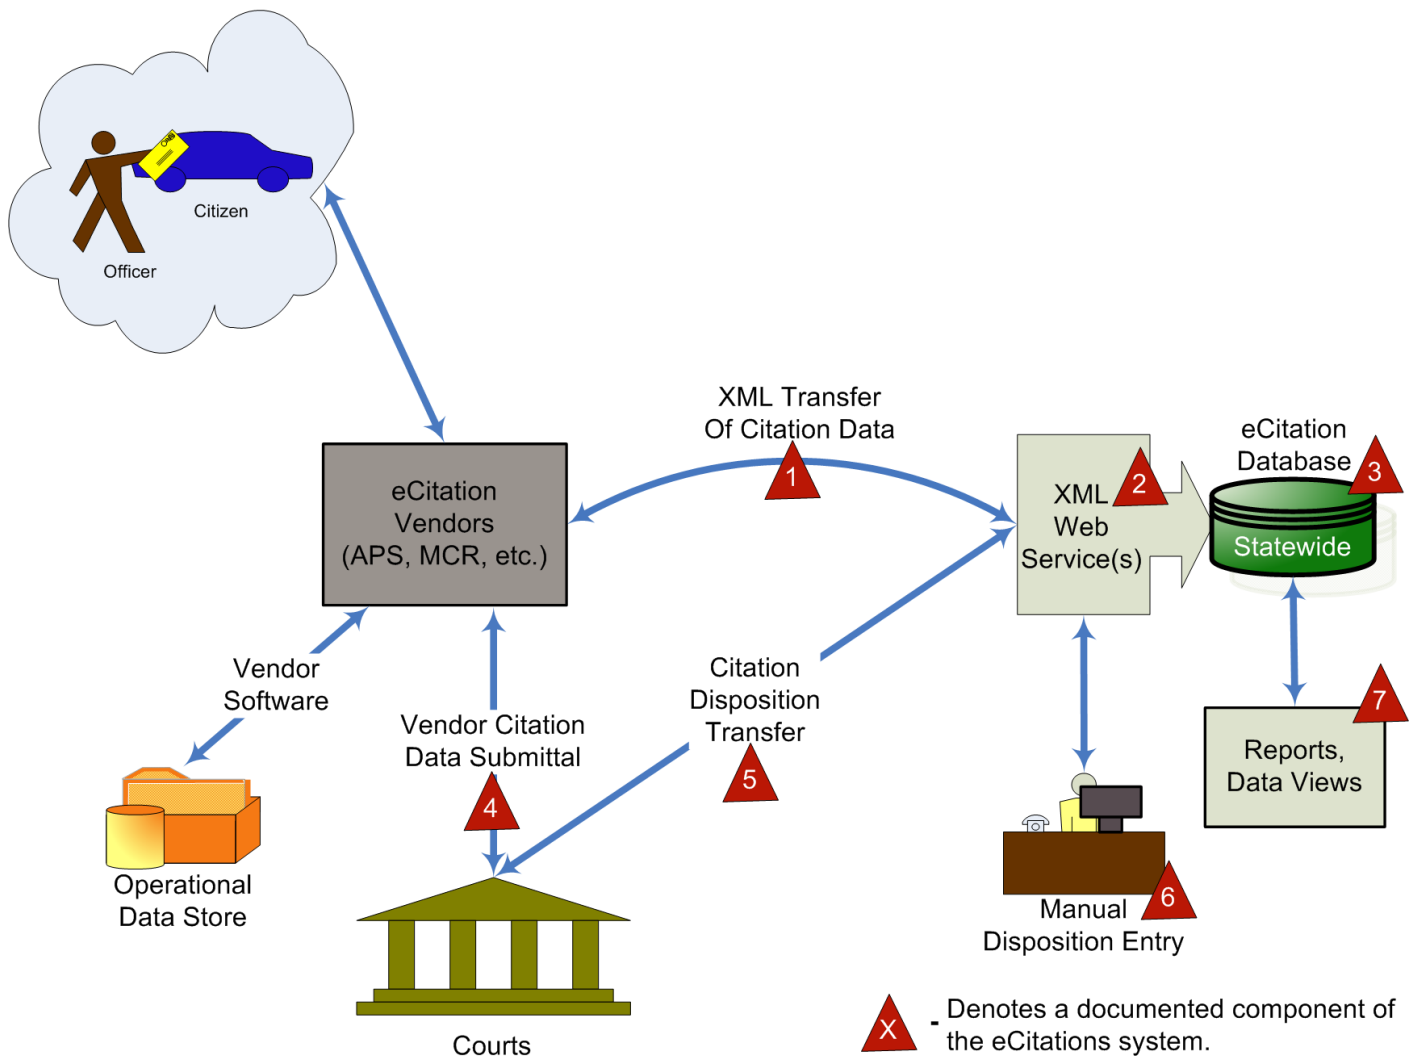 Citizen
Officer
XML Transfer
Of Citation Data
1
eCitation
Vendors
(APS, MCR, etc.)
XML
Web
Service(s)
2
eCitation
Database
3
Statewide
Vendor
Software
Vendor Citation
Data Submittal
4
Citation
Disposition
Transfer
5
7
Reports,
Data Views
Operational
Data Store
6
Manual
Disposition Entry
Courts
X
- Denotes a documented component of
the eCitations system.